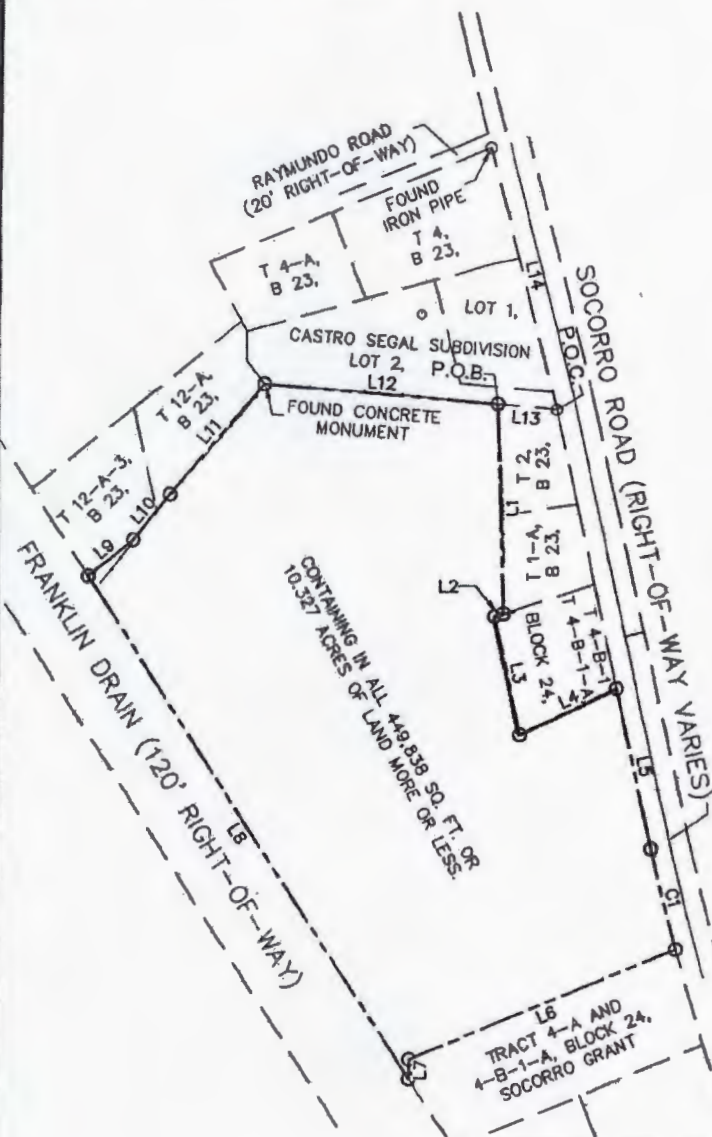 RAYMUNDO ROAD
(20' RIGHT-OF-WAY)
FOUND
IRON PIPE
T 4,
B 23,
T 4-A,
B 23,
L14
SOCORRO ROAD (RIGHT-OF-WAY VARIES)
LOT 1,
CASTRO SEGAL SUBDIVISION
LOT 2,
P.O.B.
P.O.C.
L12
L13
FOUND CONCRETE
MONUMENT
T 12-A,
B 23,
L11
T 12-A-3,
B 23,
L10
L9
T 2,
B 23,
L1
T 1-A,
B 23,
L2
BLOCK 24,
T 4-B-1-A
T 4-B-1
L3
L4
L5
C1
CONTAINING IN ALL 449,838 SQ. FT. OR
10.327 ACRES OF LAND MORE OR LESS.
FRANKLIN DRAIN (120' RIGHT-OF-WAY)
L8
L6
L7
TRACT 4-A AND
4-B-1-A, BLOCK 24,
SOCORRO GRANT